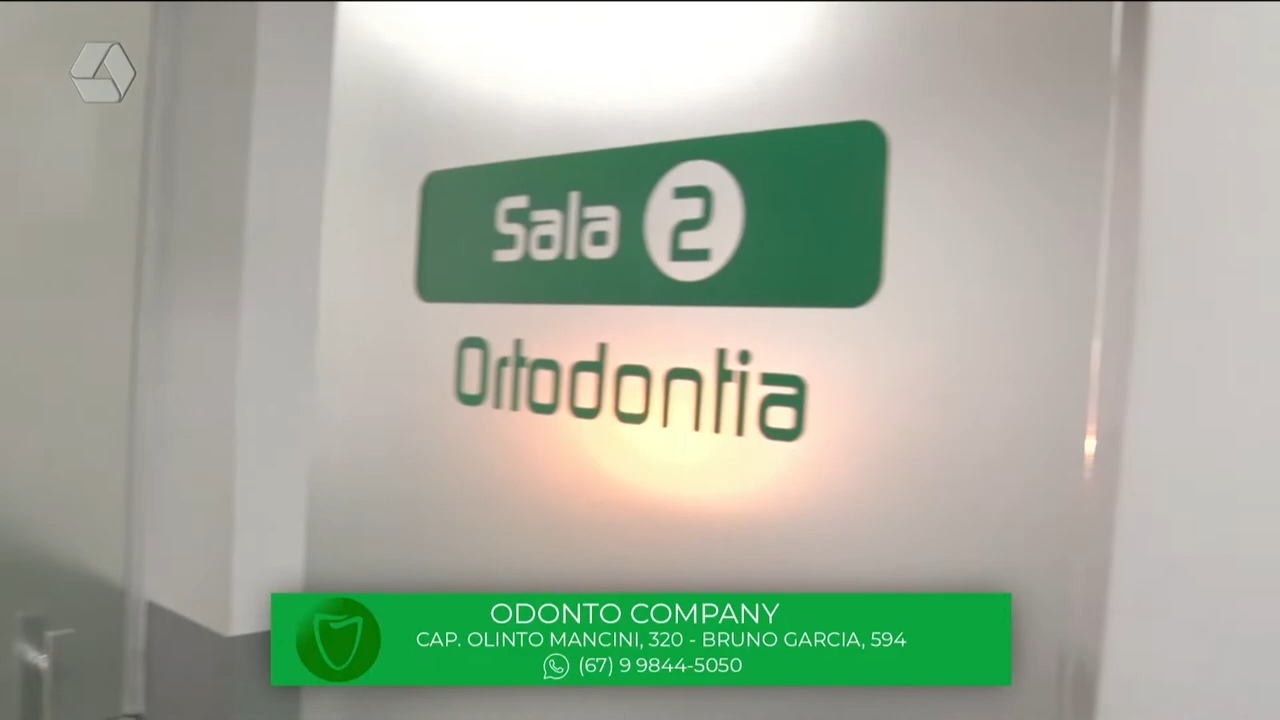 Sala 2
Ortodontia
ODONTO COMPANY
CAP. OLINTO MANCINI, 320 - BRUNO GARCIA, 594
(67) 9 9844-5050